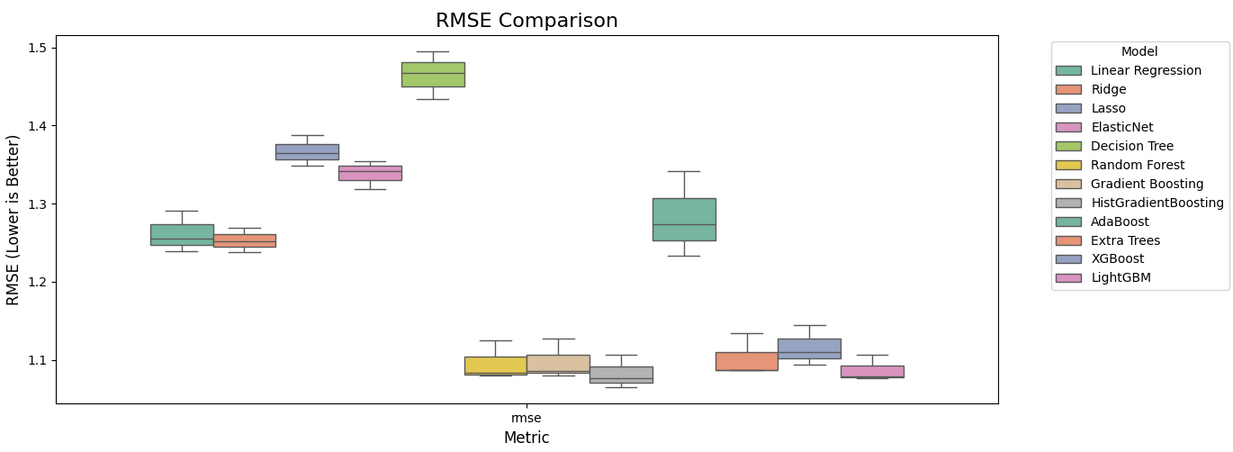 RMSE Comparison
RMSE (Lower is Better)
1.5
1.4
1.3
1.2
1.1
rmse
Metric
Model
Linear Regression
Ridge
Lasso
ElasticNet
Decision Tree
Random Forest
Gradient Boosting
HistGradientBoosting
AdaBoost
Extra Trees
XGBoost
LightGBM